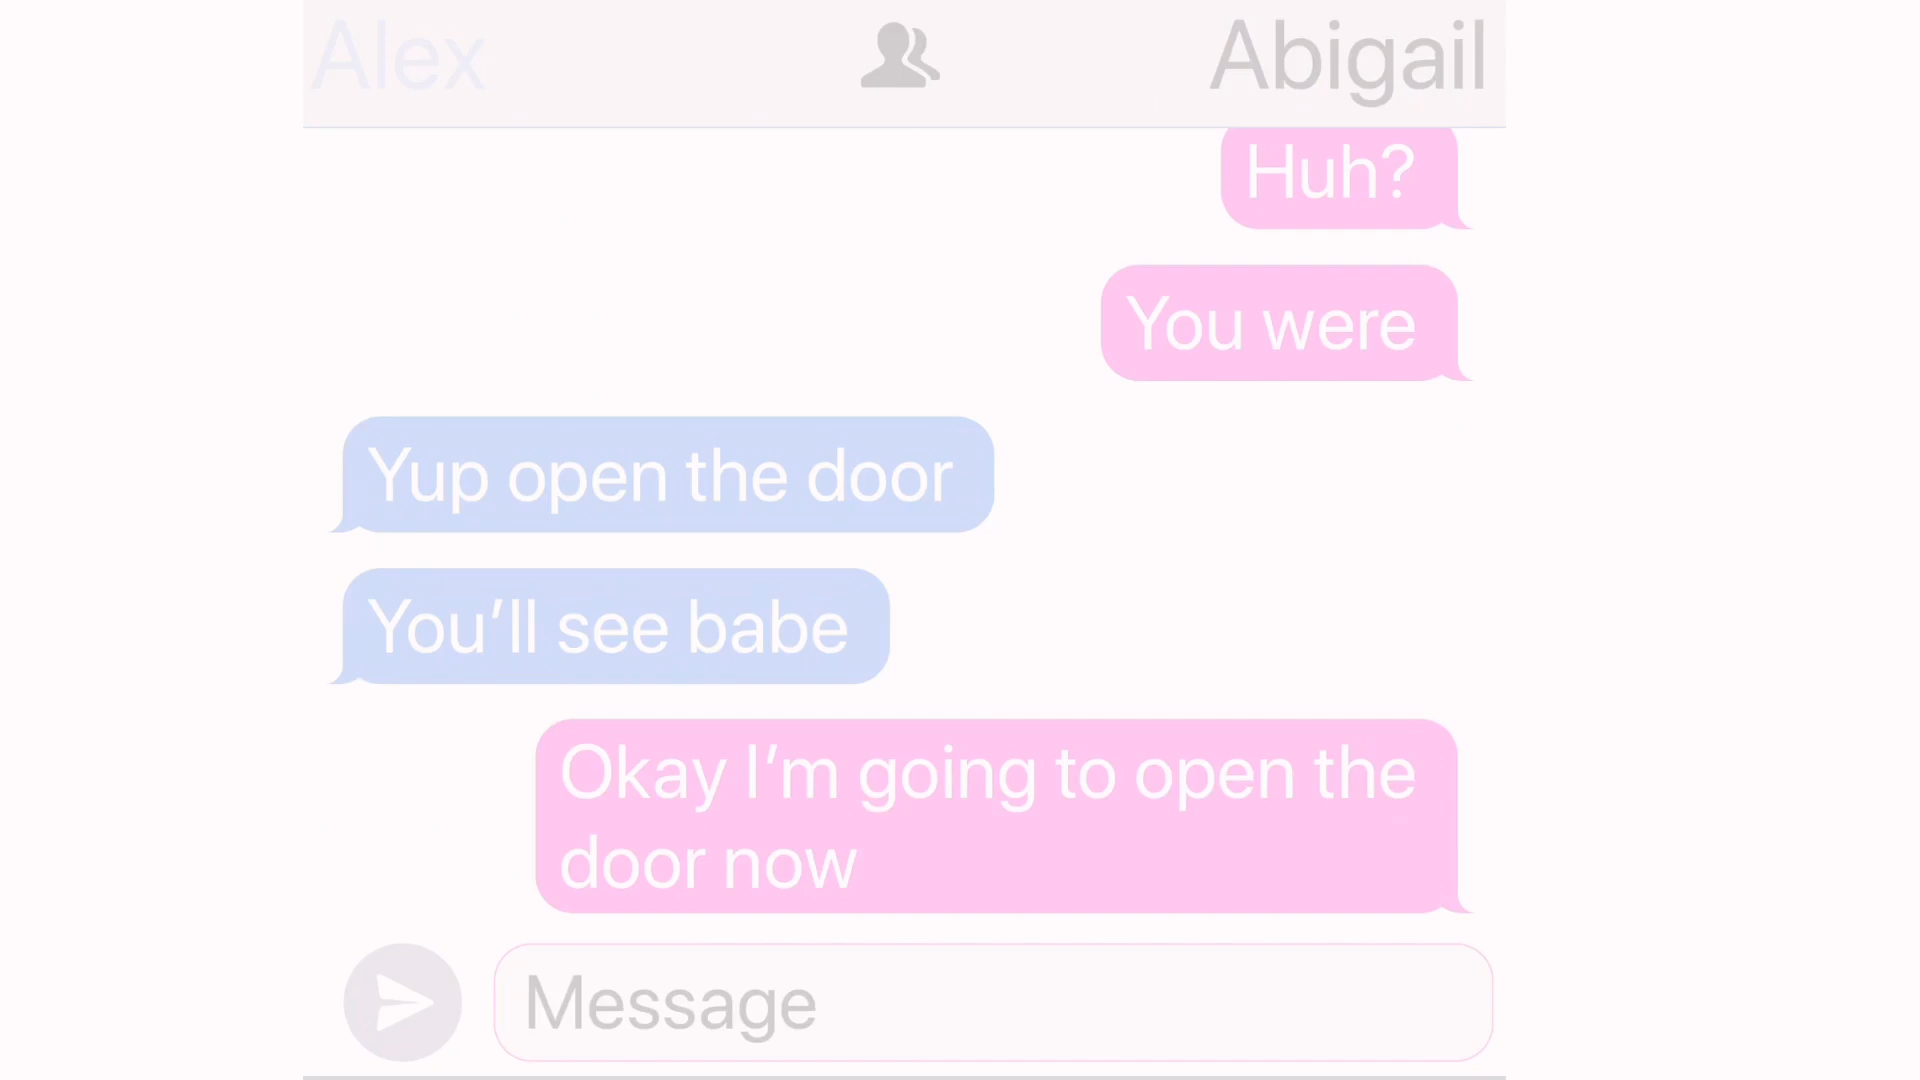 Alex
Abigail
Huh?
You were
Yup open the door
You’ll see babe
Okay I’m going to open the
door now
Message